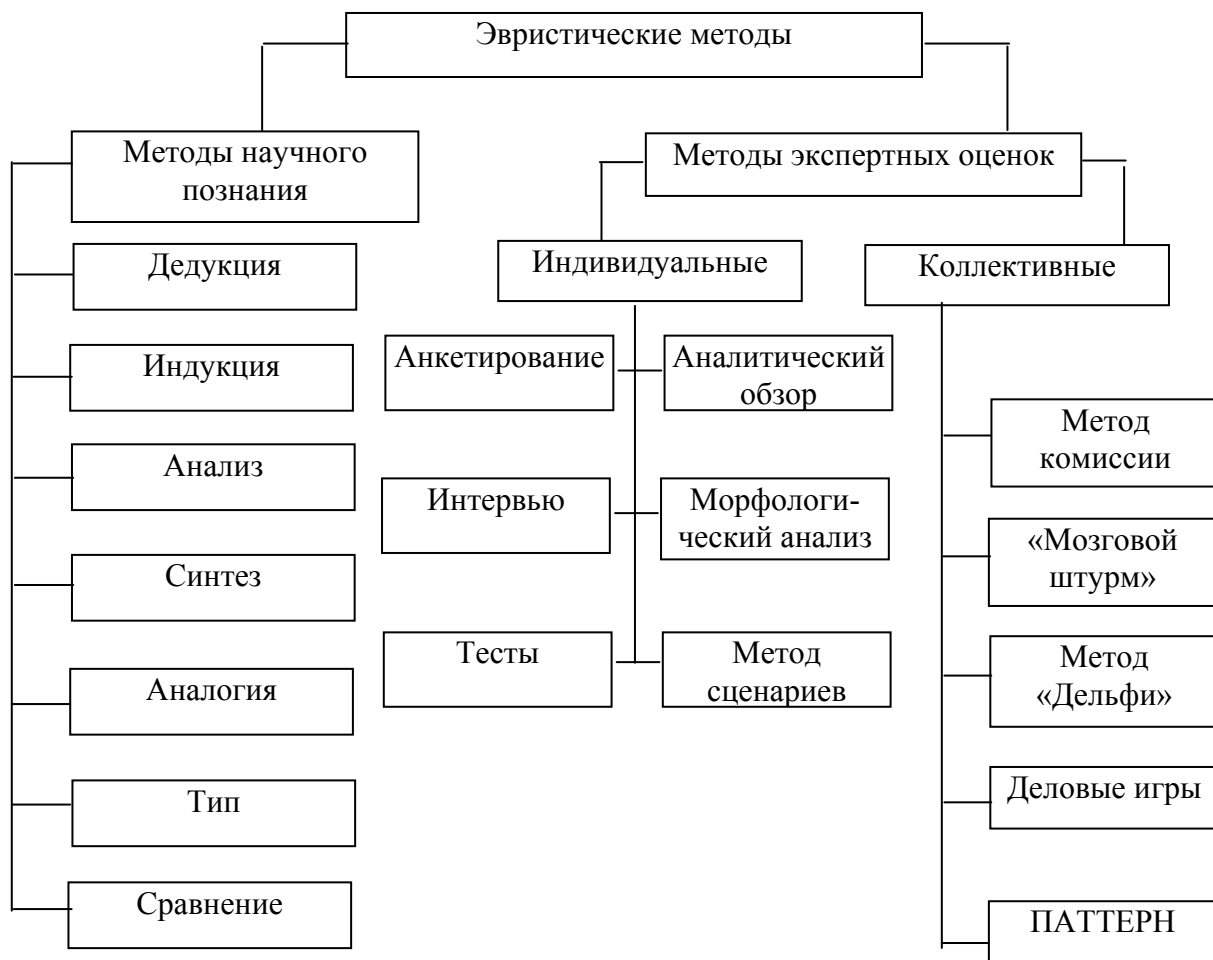 Эвристические методы
Методы научного
познания
Методы экспертных оценок
Дедукция
Индукция
Анализ
Синтез
Аналогия
Тип
Сравнение
Индивидуальные
Анкетирование
Аналитический
обзор
Интервью
Морфологи-
ческий анализ
Тесты
Метод
сценариев
Коллективные
Метод
комиссии
«Мозговой
штурм»
Метод
«Дельфи»
Деловые игры
ПАТТЕРН